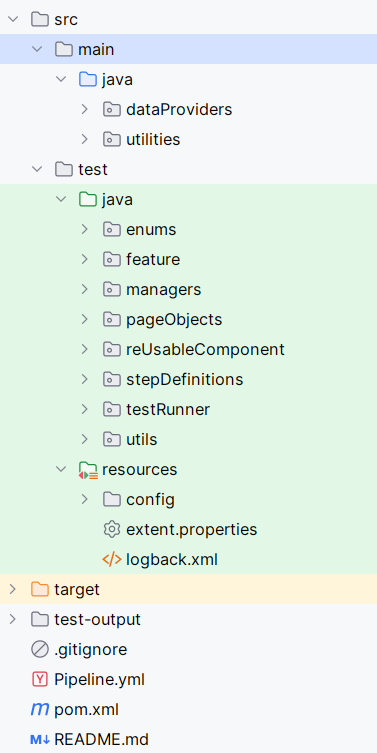 src
main
java
dataProviders
utilities
test
java
enums
feature
managers
pageObjects
reUsableComponent
stepDefinitions
testRunner
utils
resources
config
extent.properties
</> logback.xml
target
test-output
.gitignore
Y Pipeline.yml
m pom.xml
M↓ README.md